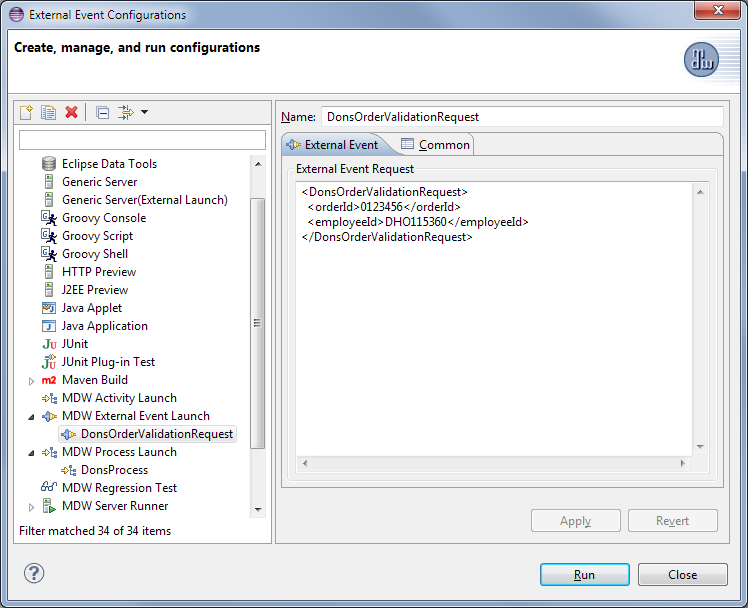 External Event Configurations
Create, manage, and run configurations
mdw
Name: DonsOrderValidationRequest
External Event
Common
External Event Request
<DonsOrderValidationRequest>
<orderId>0123456</orderId>
<employeeId>DHO115360</employeeId>
</DonsOrderValidationRequest>
Eclipse Data Tools
Generic Server
Generic Server(External Launch)
Groovy Console
Groovy Script
Groovy Shell
HTTP Preview
J2EE Preview
Java Applet
Java Application
Ju JUnit
JUnit Plug-in Test
m2 Maven Build
MDW Activity Launch
MDW External Event Launch
DonsOrderValidationRequest
MDW Process Launch
DonsProcess
MDW Regression Test
MDW Server Runner
Filter matched 34 of 34 items
Apply
Revert
?
Run
Close